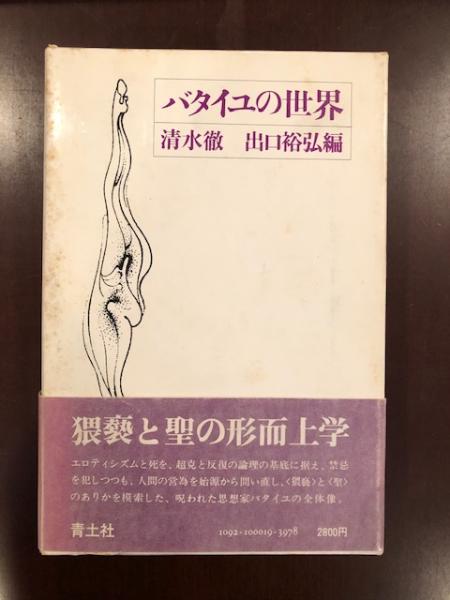 バタイユの世界
清水徹　出口裕弘編
猥褻と聖の形而上学
エロティシズムと死を、超克と反復の論理の基底に据え、禁忌
を犯しつつも、人間の営為を始源から問い直し、〈猥褻〉と〈聖〉
のありかを模索した、呪われた思想家バタイユの全体像。
青土社　1092-100019-3978　2800円